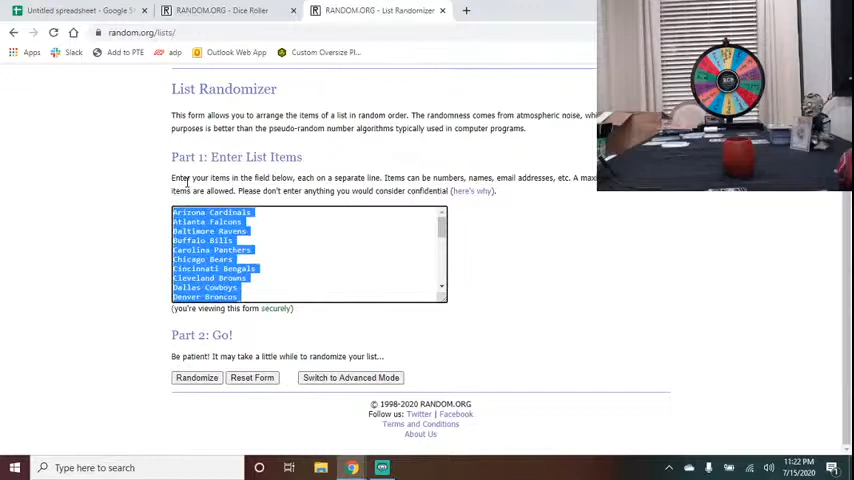 Untitled spreadsheet - Google S
RANDOM.ORG - Dice Roller
RANDOM.ORG - List Randomizer
random.org/lists/
Apps
Slack
Add to PTE
adp
Outlook Web App
Custom Oversize Pl...
List Randomizer
This form allows you to arrange the items of a list in random order. The randomness comes from atmospheric noise, wh
purposes is better than the pseudo-random number algorithms typically used in computer programs.
Part 1: Enter List Items
Enter your items in the field below, each on a separate line. Items can be numbers, names, email addresses, etc. A max
items are allowed. Please don't enter anything you would consider confidential (here's why).
Arizona Cardinals
Atlanta Falcons
Baltimore Ravens
Buffalo Bills
Carolina Panthers
Chicago Bears
Cincinnati Bengals
Cleveland Browns
Dallas Cowboys
Denver Broncos
(you're viewing this form securely)
Part 2: Go!
Be patient! It may take a little while to randomize your list...
Randomize
Reset Form
Switch to Advanced Mode
© 1998-2020 RANDOM.ORG
Follow us: Twitter | Facebook
Terms and Conditions
About Us
Type here to search
11:22 PM
7/15/2020